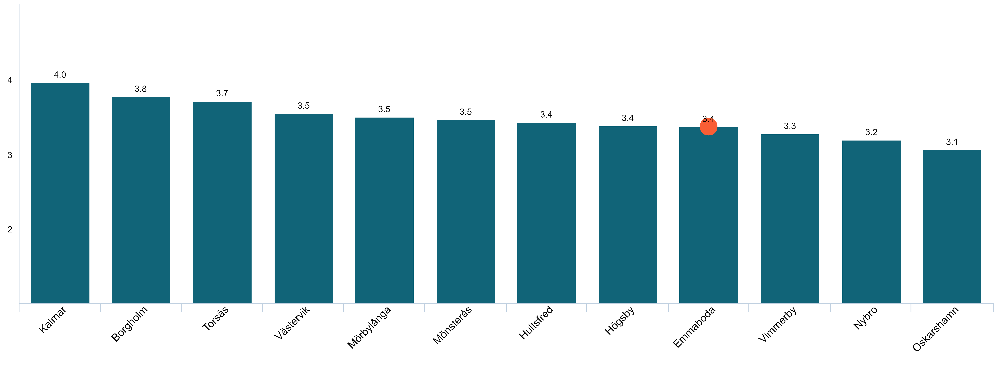 4
3
2
4.0
3.8
3.7
3.5
3.5
3.5
3.4
3.4
3.4
3.3
3.2
3.1
Kalmar
Borgholm
Torsås
Västervik
Mörbylånga
Mönsterås
Hultsfred
Högsby
Emmaboda
Vimmerby
Nybro
Oskarshamn